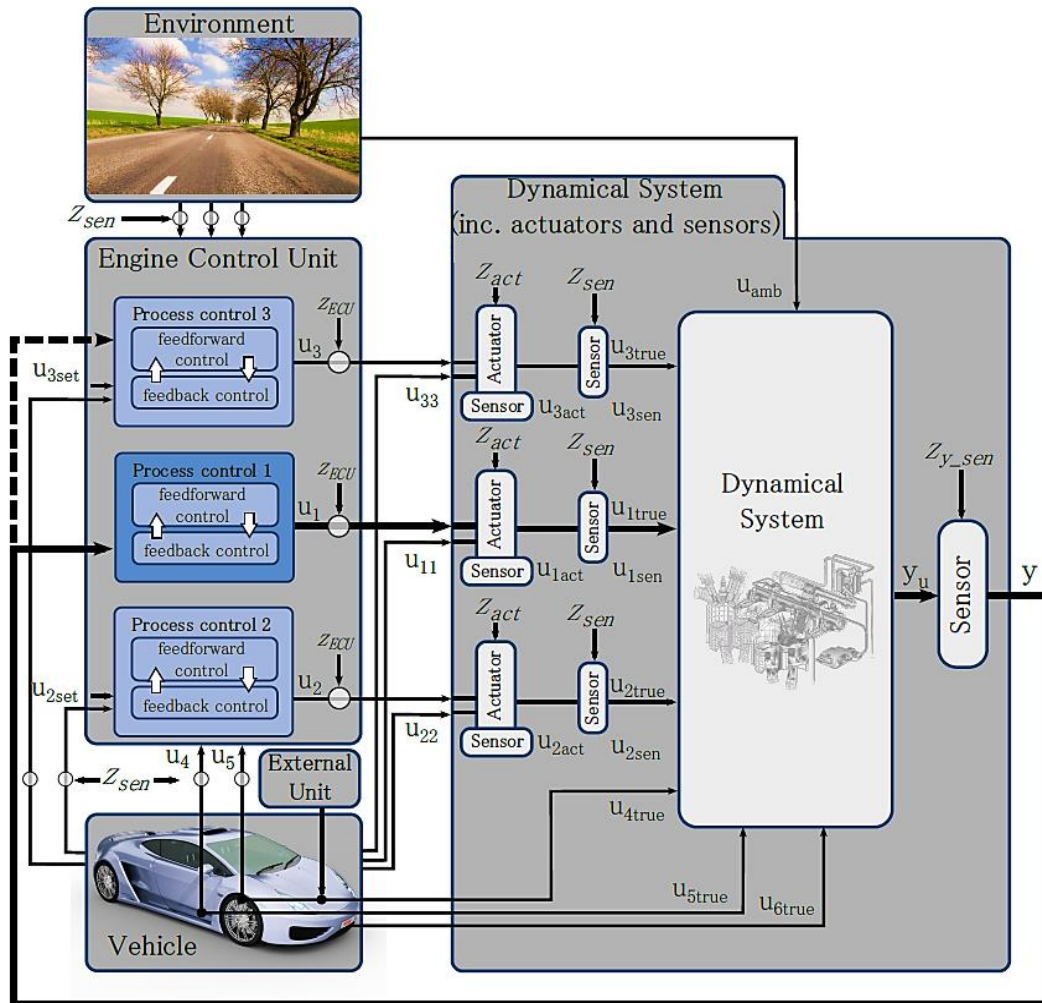 Environment
Z_sen
Engine Control Unit
Process control 3
feedforward
control
feedback control
u_3set
u_3
z_ECU
Process control 1
feedforward
control
feedback control
u_1
z_ECU
Process control 2
feedforward
control
feedback control
u_2set
u_2
z_ECU
u_4
u_5
Z_sen
External
Unit
Vehicle
Dynamical System
(inc. actuators and sensors)
u_amb
Z_act
Z_sen
Actuator
Sensor
Sensor
u_33
u_3act
u_3true
u_3sen
Z_act
Z_sen
Actuator
Sensor
Sensor
u_11
u_1act
u_1true
u_1sen
Z_act
Z_sen
Actuator
Sensor
Sensor
u_22
u_2act
u_2true
u_2sen
Dynamical
System
u_4true
u_5true
u_6true
y_u
Z_y_sen
Sensor
y